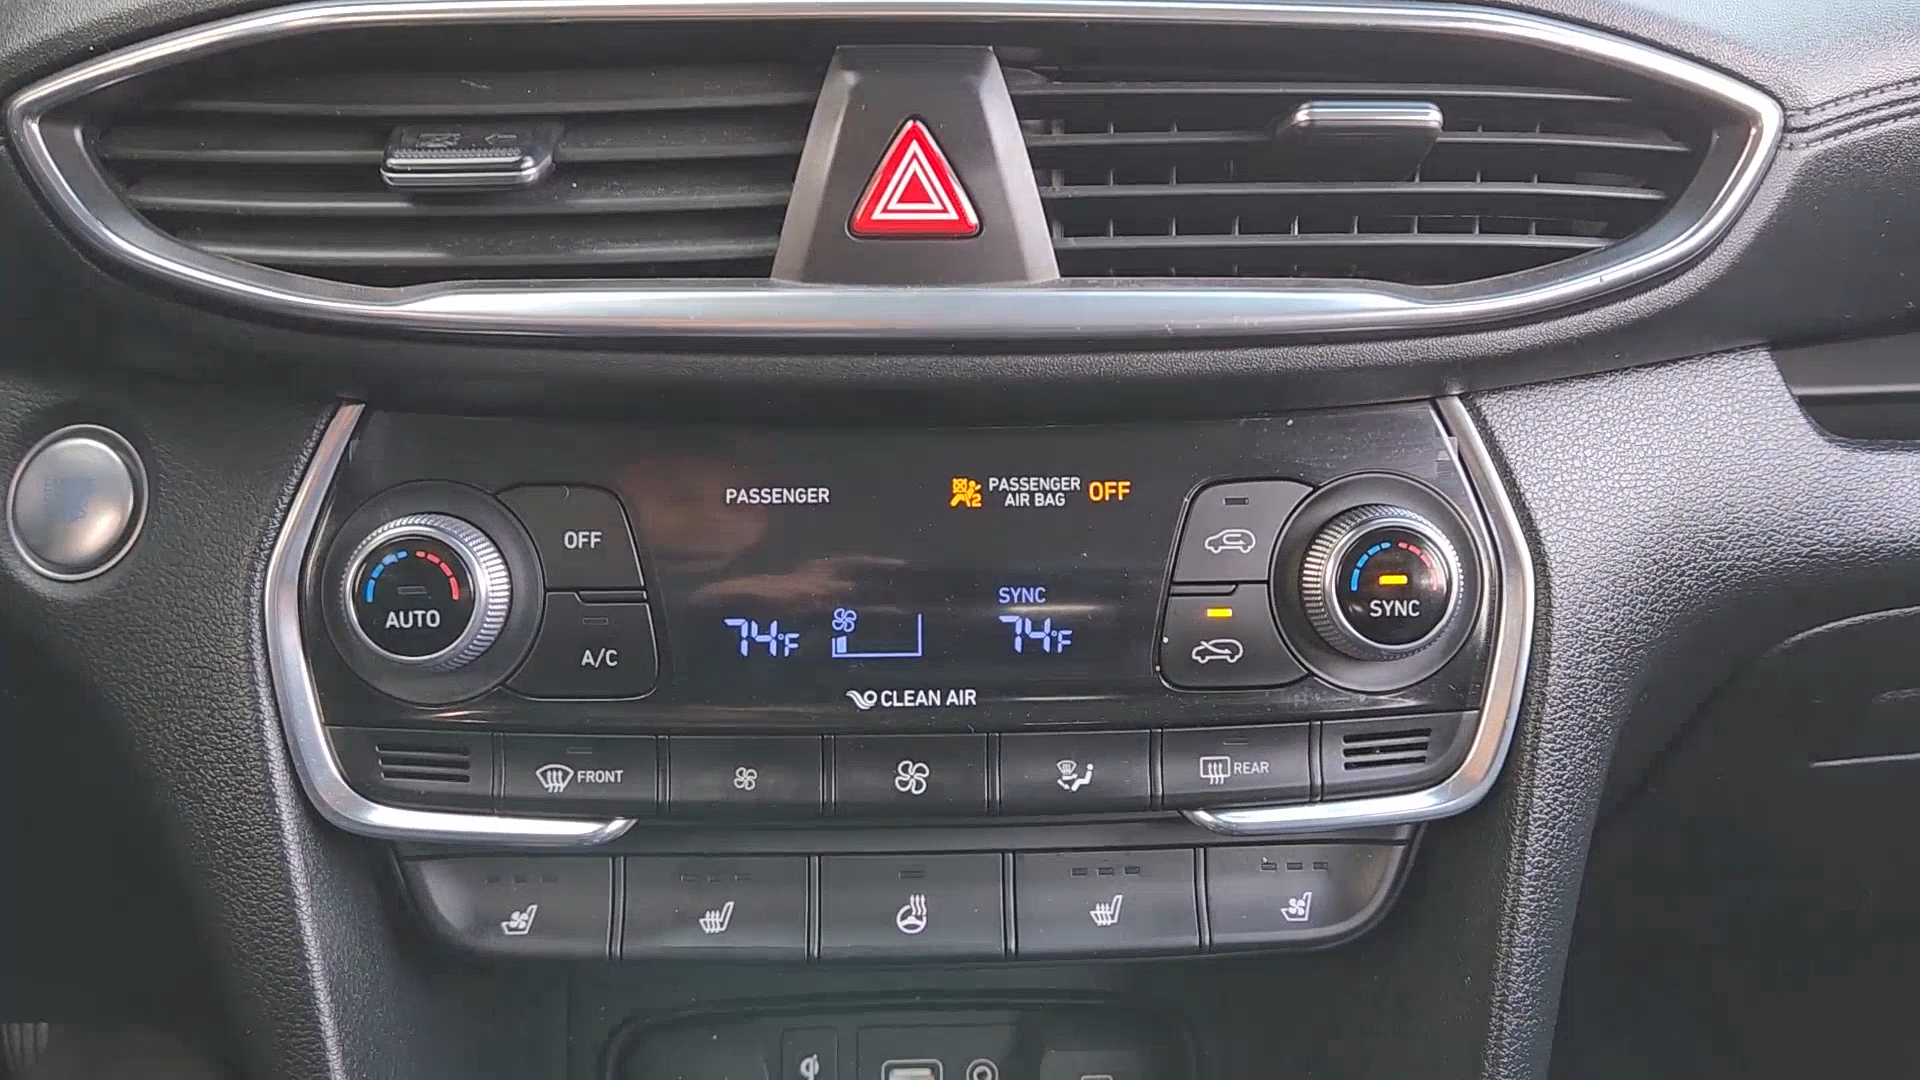 PASSENGER
PASSENGER
AIR BAG
OFF
OFF
SYNC
AUTO
SYNC
74°F
74°F
A/C
CLEAN AIR
FRONT
REAR